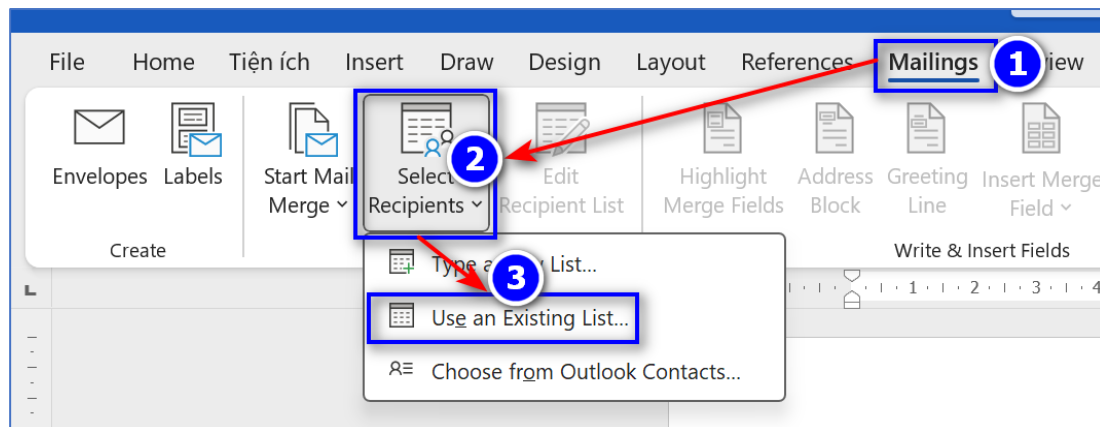 File Home Tiện ích Insert Draw Design Layout References Mailings 1 iew
Envelopes Labels Start Mail Merge Select Recipients 2 Edit Recipient List Highlight Merge Fields Address Block Greeting Line Insert Merge Field
Create Write & Insert Fields
Type a List...
3
Use an Existing List...
Choose from Outlook Contacts...
1 2 3 4